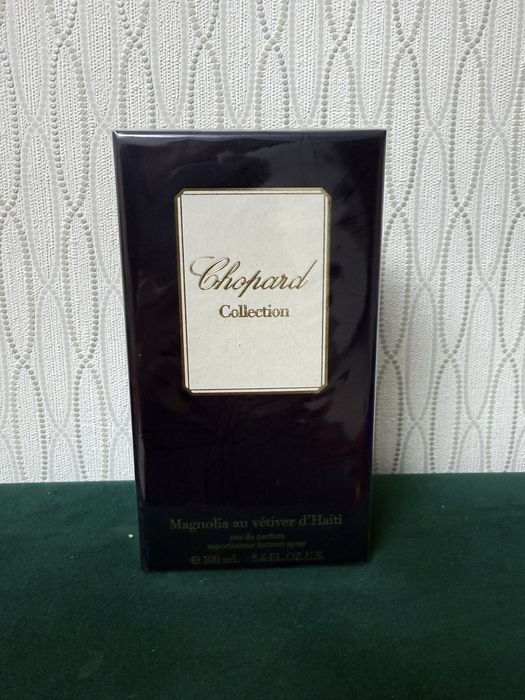 Chopard
Collection
Magnolia au vétiver d'Haïti
eau de parfum
vaporisateur natural spray
e 100 mL 3.4 FL.OZ.U.S.